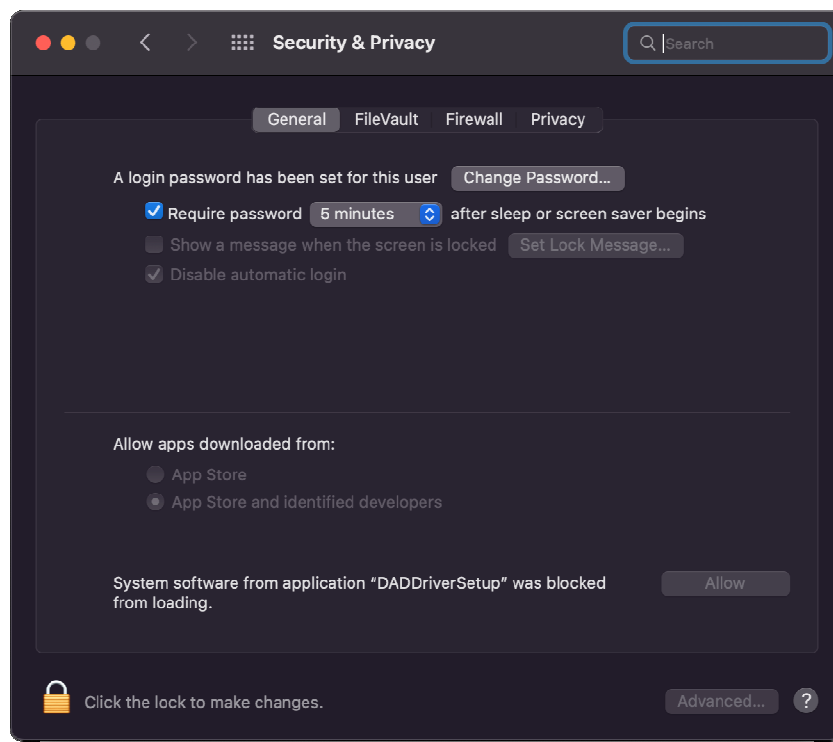 Security & Privacy
Search
General
FileVault
Firewall
Privacy
A login password has been set for this user
Change Password...
Require password
5 minutes
after sleep or screen saver begins
Show a message when the screen is locked
Set Lock Message...
Disable automatic login
Allow apps downloaded from:
App Store
App Store and identified developers
System software from application “DADDriverSetup” was blocked
from loading.
Allow
Click the lock to make changes.
Advanced...
?